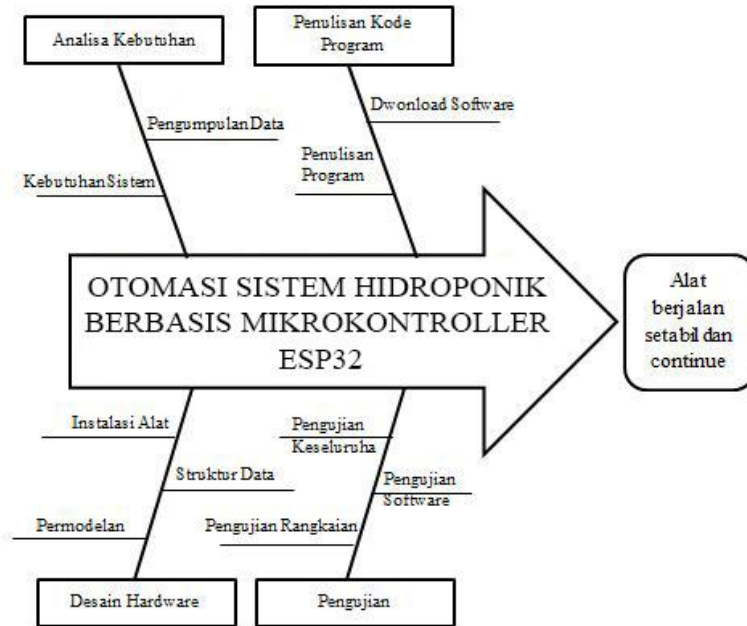 Analisa Kebutuhan
Penulisan Kode
Program
Dwonload Software
Pengumpulan Data
Penulisan
Program
Kebutuhan Sistem
OTOMASI SISTEM HIDROPONIK
BERBASIS MIKROKONTROLLER
ESP32
Alat
berjalan
setabil dan
continue
Instalasi Alat
Pengujian
Keseluruha
Struktur Data
Pengujian
Software
Permodelan
Pengujian Rangkaian
Desain Hardware
Pengujian